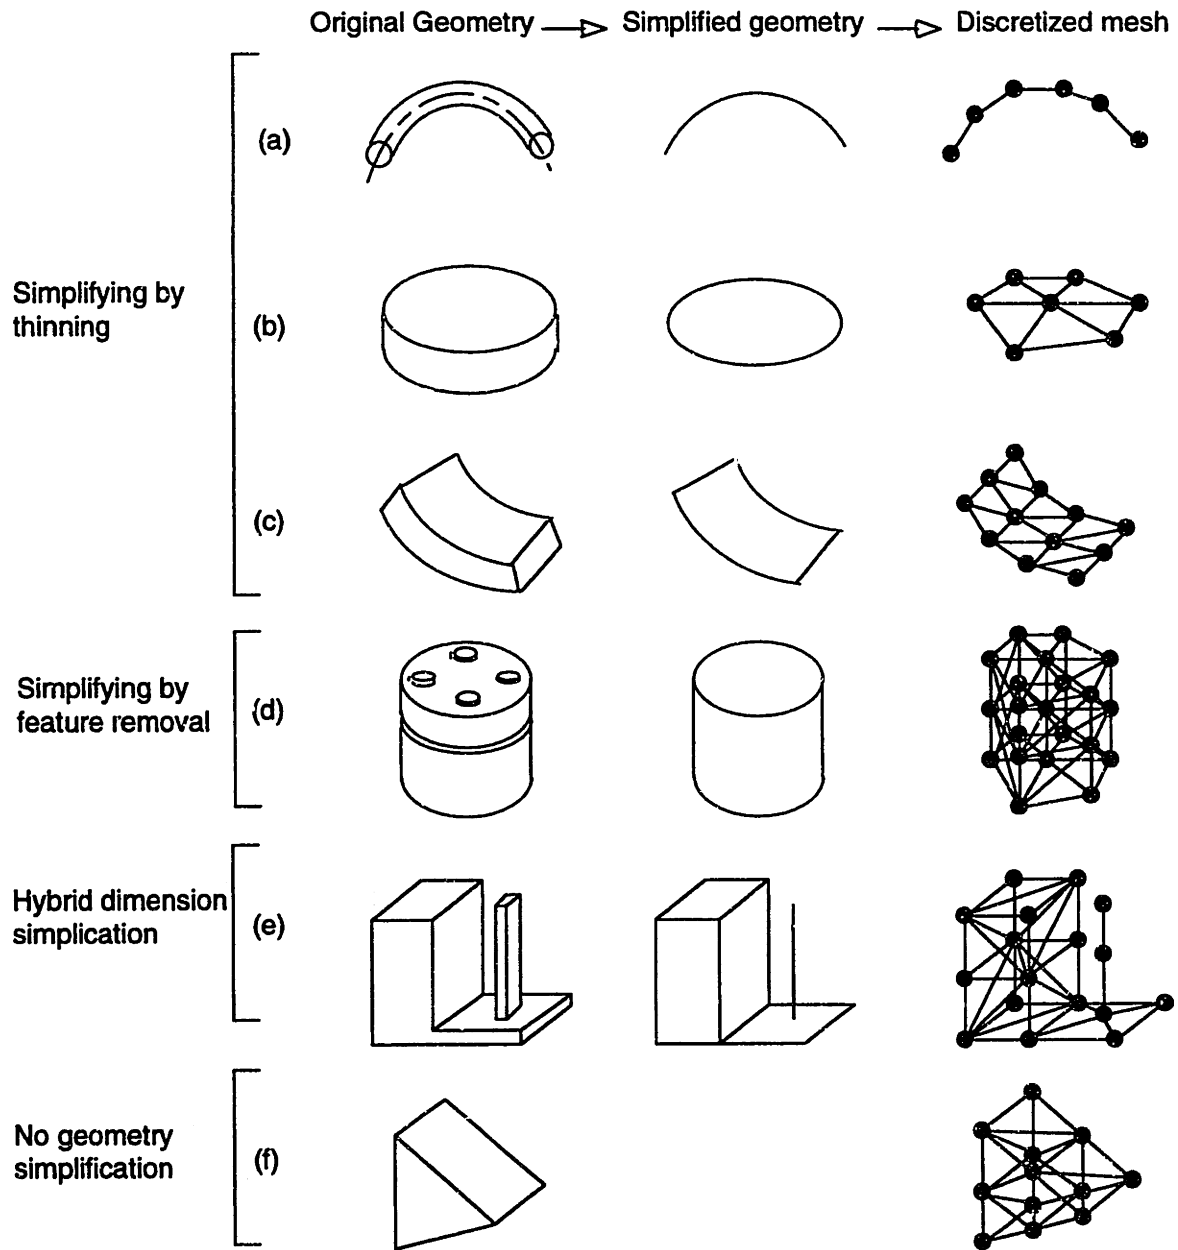 Original Geometry → Simplified geometry → Discretized mesh
(a)
Simplifying by
thinning
(b)
(c)
Simplifying by
feature removal
(d)
Hybrid dimension
simplication
(e)
No geometry
simplification
(f)